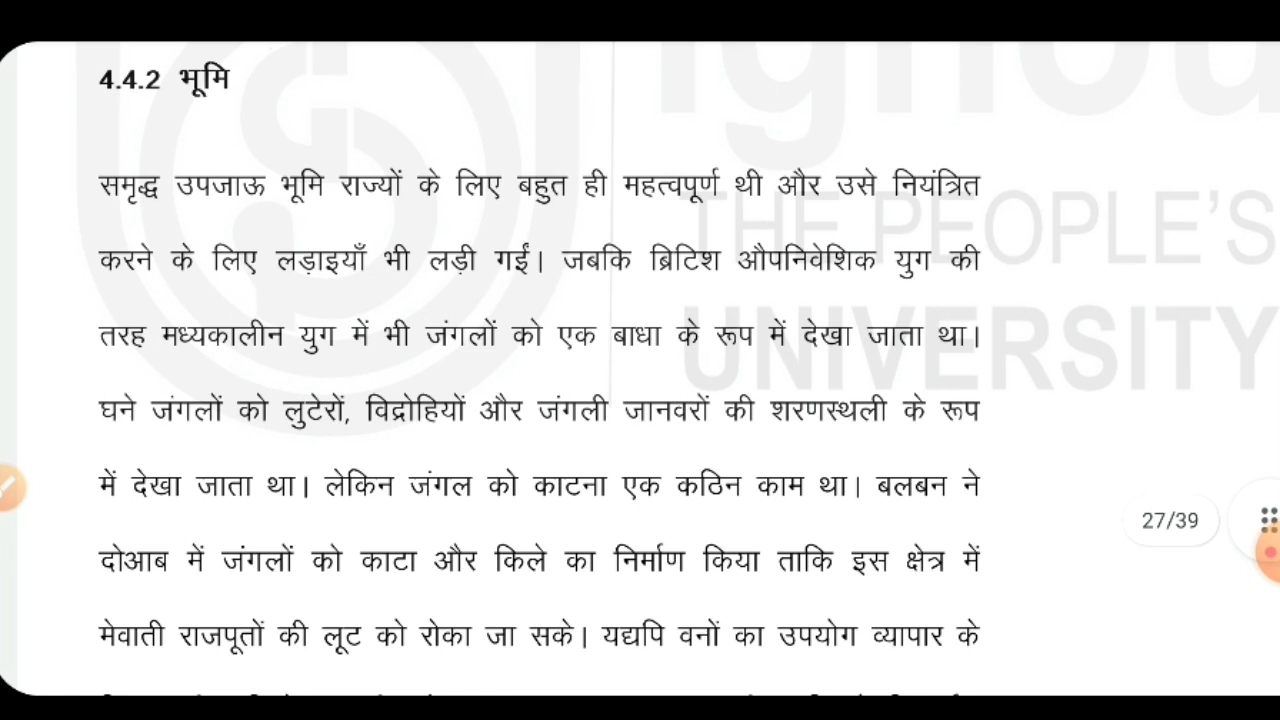 4.4.2 भूमि
समृद्ध उपजाऊ भूमि राज्यों के लिए बहुत ही महत्वपूर्ण थी और उसे नियंत्रित
करने के लिए लड़ाइयाँ भी लड़ी गईं। जबकि ब्रिटिश औपनिवेशिक युग की
तरह मध्यकालीन युग में भी जंगलों को एक बाधा के रूप में देखा जाता था।
घने जंगलों को लुटेरों, विद्रोहियों और जंगली जानवरों की शरणस्थली के रूप
में देखा जाता था। लेकिन जंगल को काटना एक कठिन काम था। बलबन ने
दोआब में जंगलों को काटा और किले का निर्माण किया ताकि इस क्षेत्र में
मेवाती राजपूतों की लूट को रोका जा सके। यद्यपि वनों का उपयोग व्यापार के
ignou
THE PEOPLE'S
UNIVERSITY
27/39